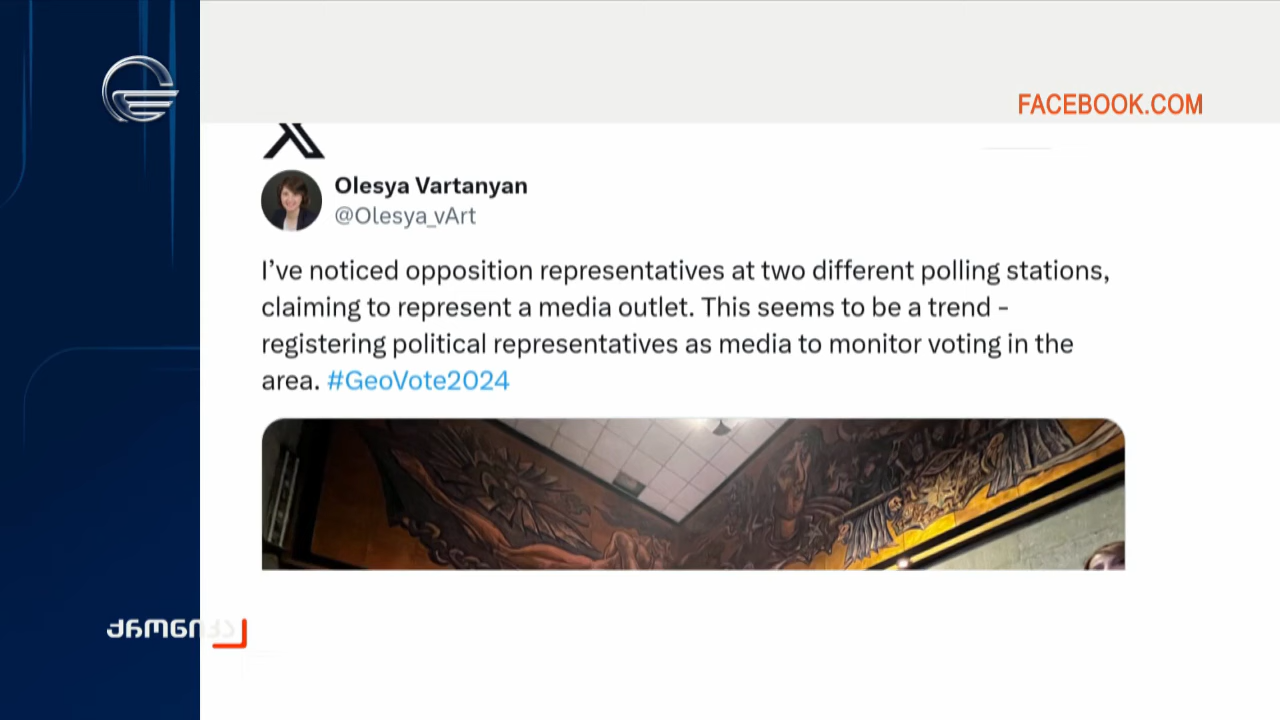 FACEBOOK.COM
Olesya Vartanyan
@Olesya_vArt
I’ve noticed opposition representatives at two different polling stations,
claiming to represent a media outlet. This seems to be a trend -
registering political representatives as media to monitor voting in the
area. #GeoVote2024
ქრონიკა